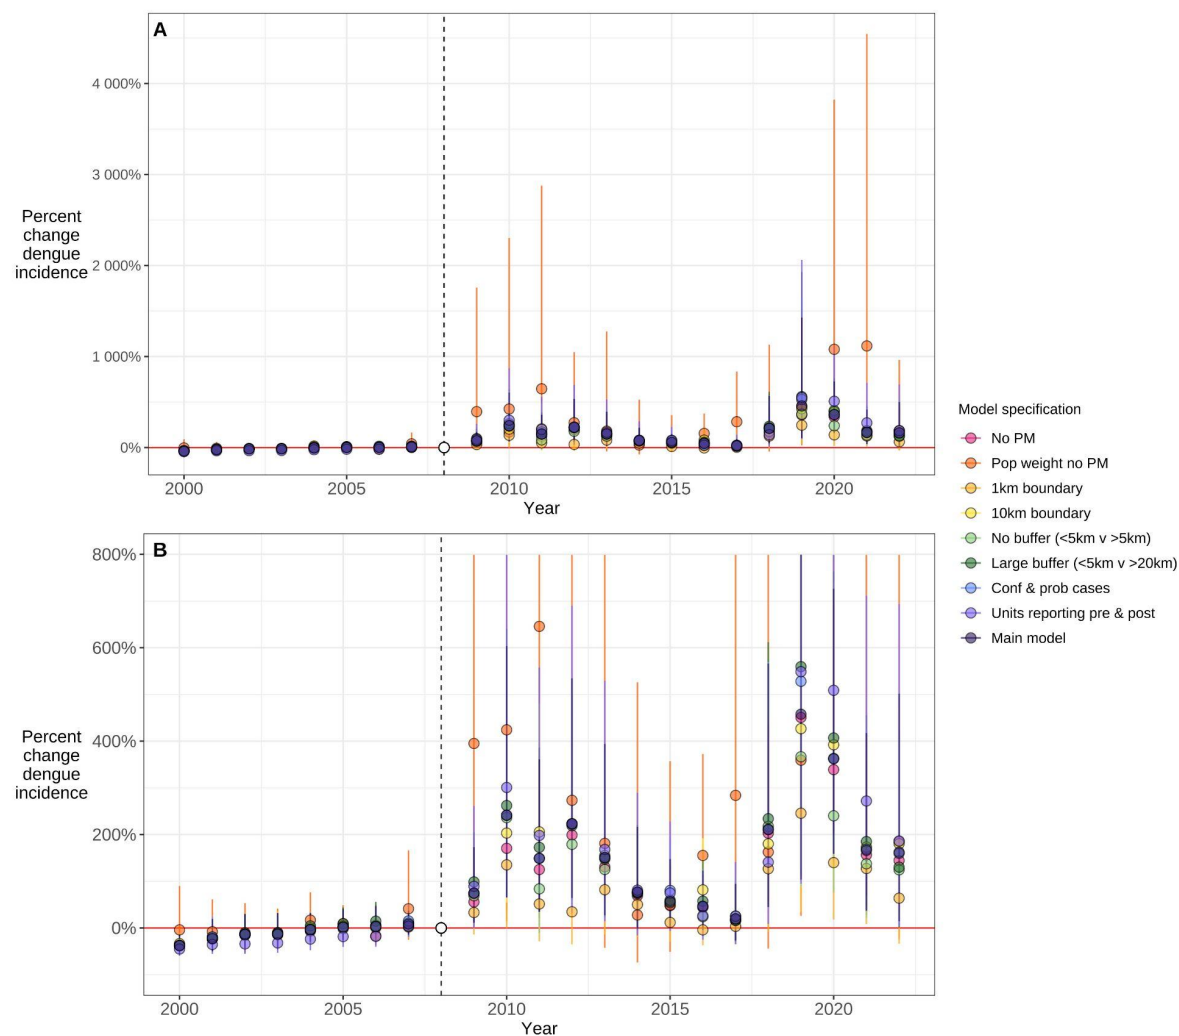 A
4 000%
3 000%
2 000%
1 000%
0%
Percent
change
dengue
incidence
2000
2005
2010
2015
2020
Year
B
800%
600%
400%
200%
0%
Percent
change
dengue
incidence
2000
2005
2010
2015
2020
Year
Model specification
No PM
Pop weight no PM
1km boundary
10km boundary
No buffer (<5km v >5km)
Large buffer (<5km v >20km)
Conf & prob cases
Units reporting pre & post
Main model